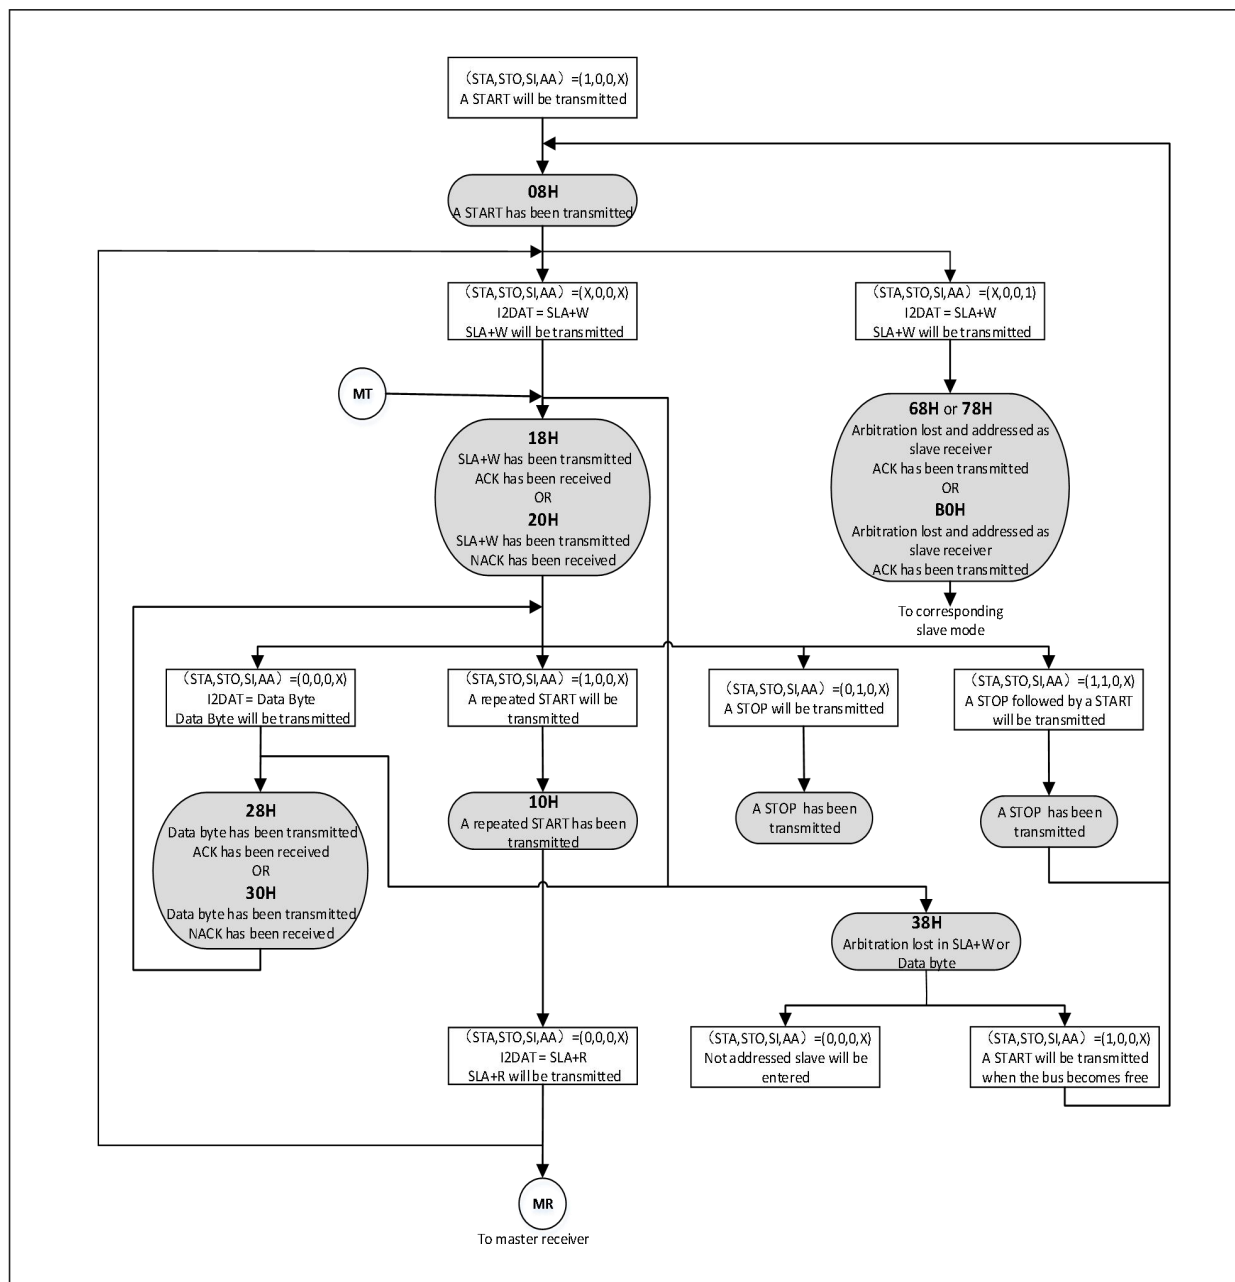 （STA,STO,SI,AA）=(1,0,0,X)
A START will be transmitted
08H
A START has been transmitted
（STA,STO,SI,AA）=(X,0,0,X)
I2DAT = SLA+W
SLA+W will be transmitted
（STA,STO,SI,AA）=(X,0,0,1)
I2DAT = SLA+W
SLA+W will be transmitted
MT
18H
SLA+W has been transmitted
ACK has been received
OR
20H
SLA+W has been transmitted
NACK has been received
68H or 78H
Arbitration lost and addressed as
slave receiver
ACK has been transmitted
OR
B0H
Arbitration lost and addressed as
slave receiver
ACK has been transmitted
To corresponding
slave mode
（STA,STO,SI,AA）=(0,0,0,X)
I2DAT = Data Byte
Data Byte will be transmitted
（STA,STO,SI,AA）=(1,0,0,X)
A repeated START will be
transmitted
（STA,STO,SI,AA）=(0,1,0,X)
A STOP will be transmitted
（STA,STO,SI,AA）=(1,1,0,X)
A STOP followed by a START
will be transmitted
28H
Data byte has been transmitted
ACK has been received
OR
30H
Data byte has been transmitted
NACK has been received
10H
A repeated START has been
transmitted
A STOP has been
transmitted
A STOP has been
transmitted
38H
Arbitration lost in SLA+W or
Data byte
（STA,STO,SI,AA）=(0,0,0,X)
I2DAT = SLA+R
SLA+R will be transmitted
（STA,STO,SI,AA）=(0,0,0,X)
Not addressed slave will be
entered
（STA,STO,SI,AA）=(1,0,0,X)
A START will be transmitted
when the bus becomes free
MR
To master receiver